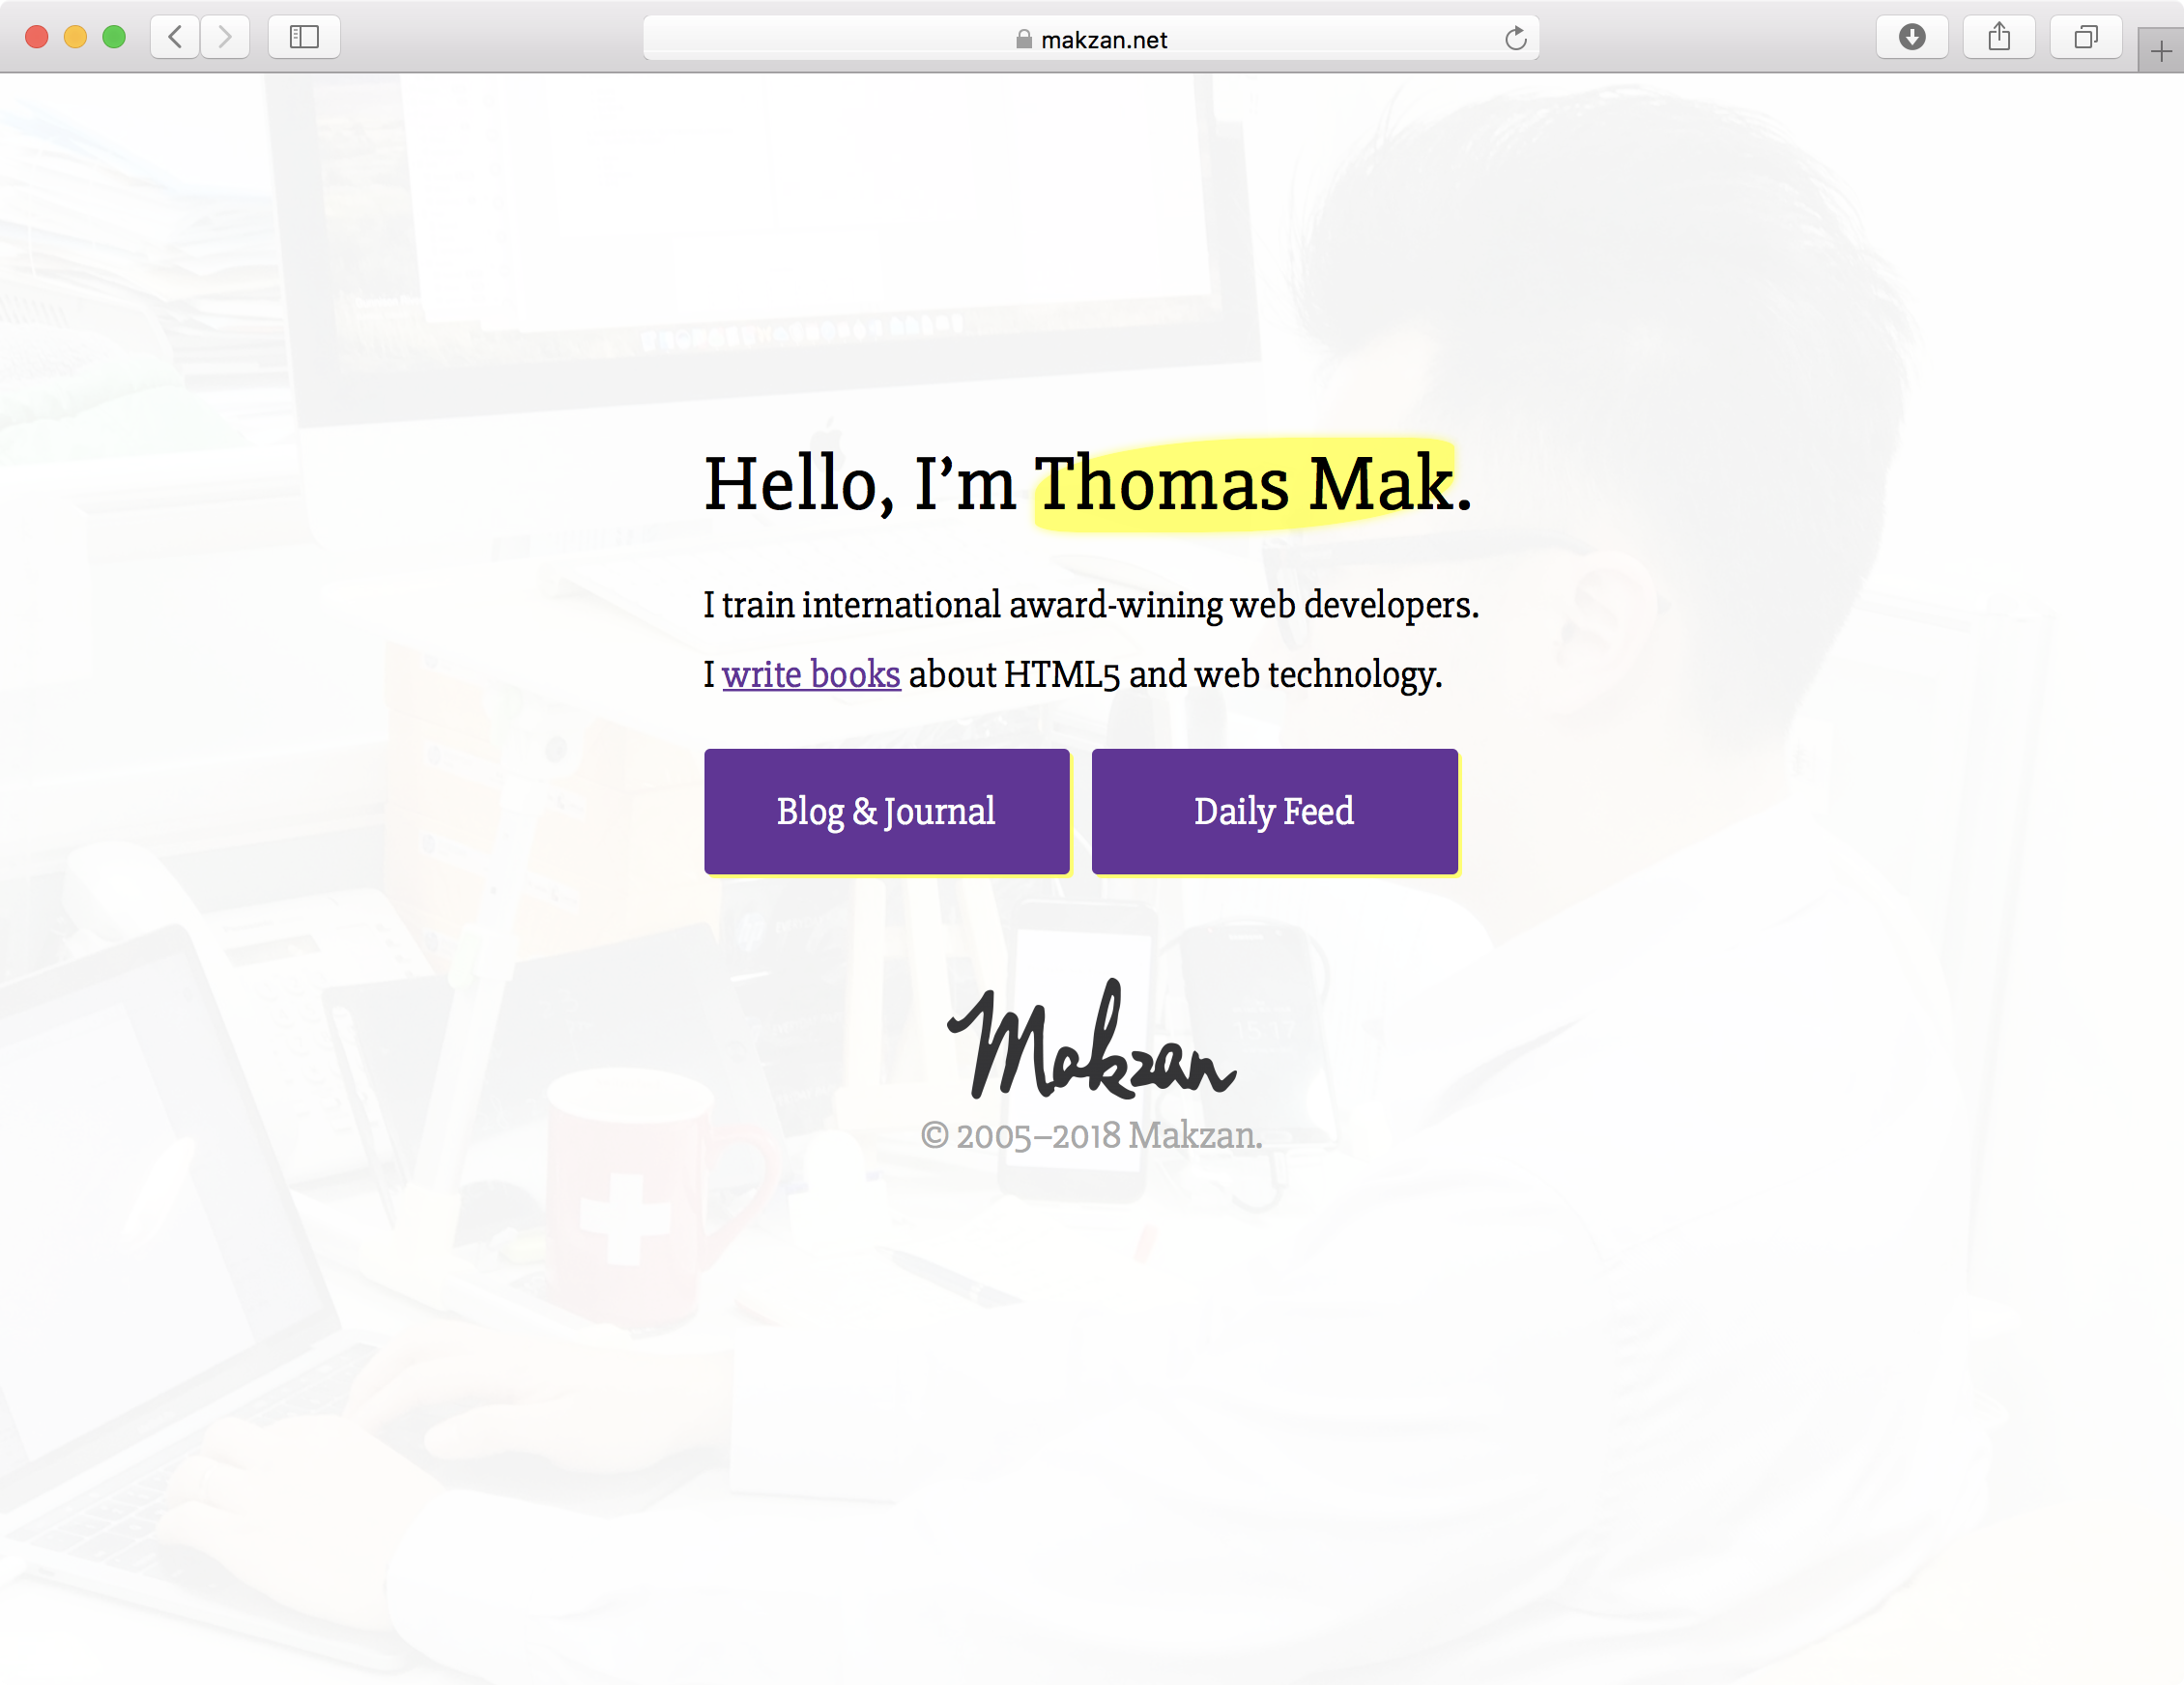 makzan.net
Hello, I’m Thomas Mak.
I train international award-wining web developers.
I write books about HTML5 and web technology.
Blog & Journal
Daily Feed
Makzan
© 2005–2018 Makzan.